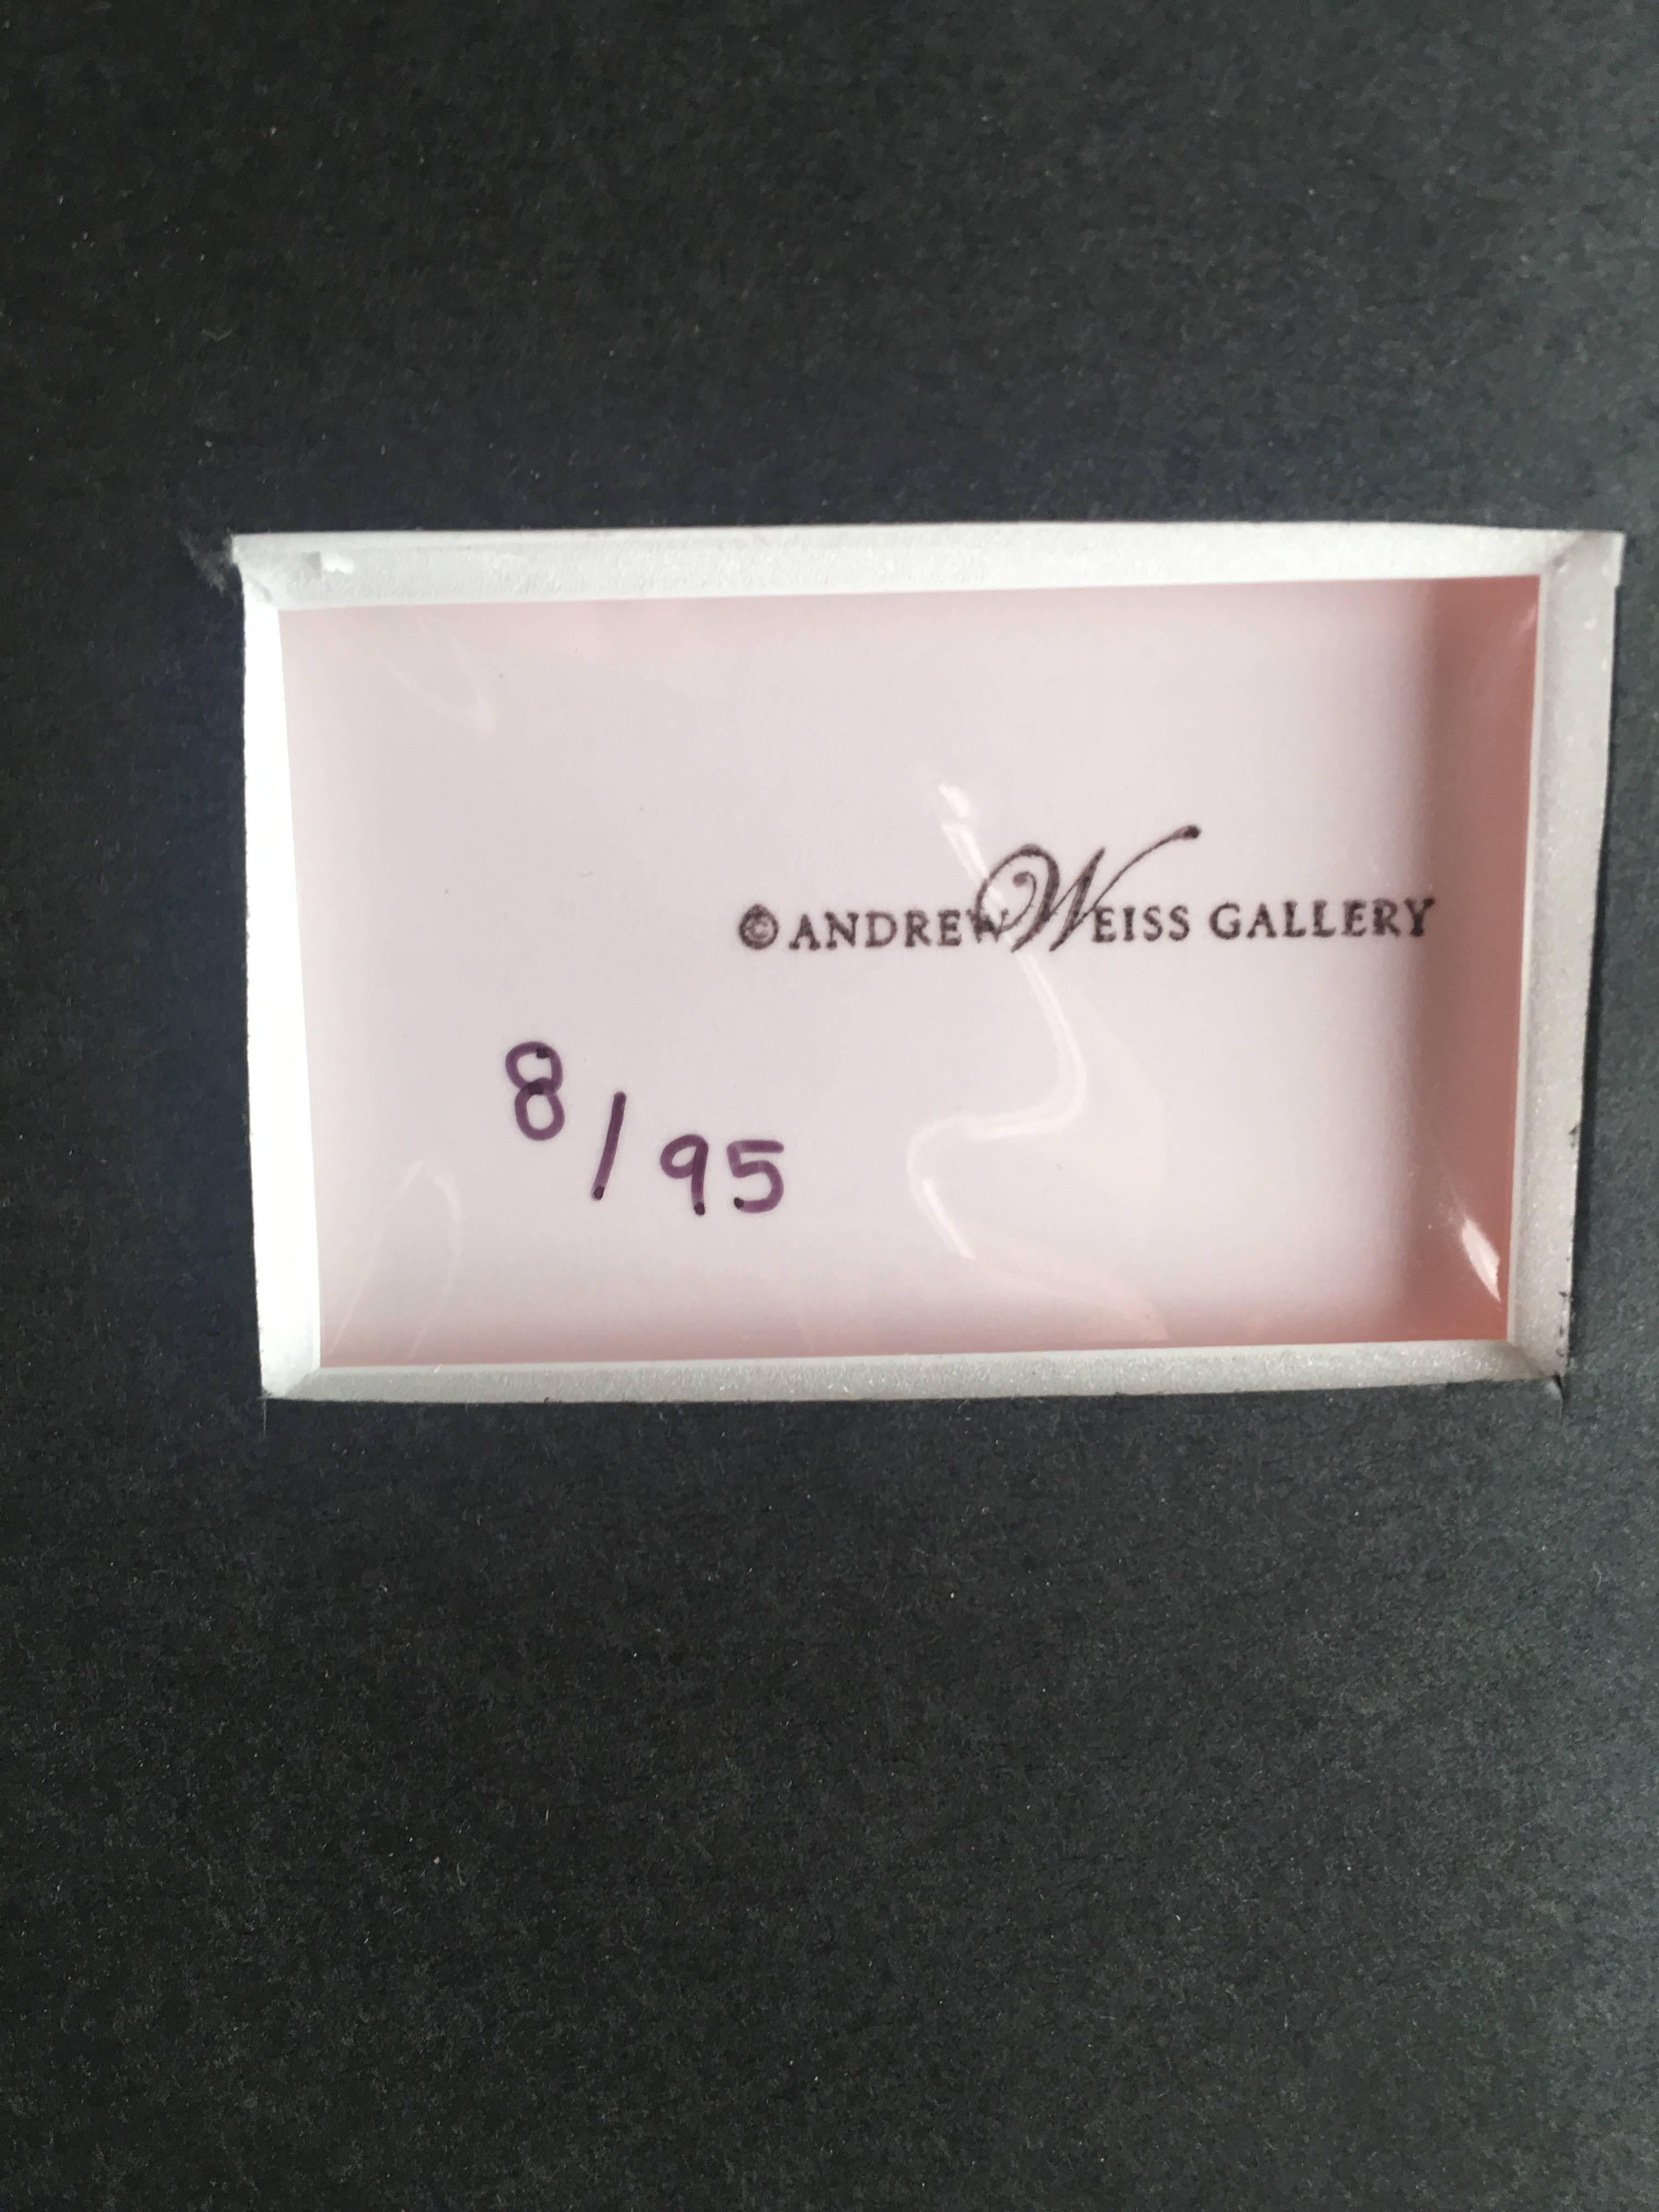 © ANDREW WEISS GALLERY
8/95